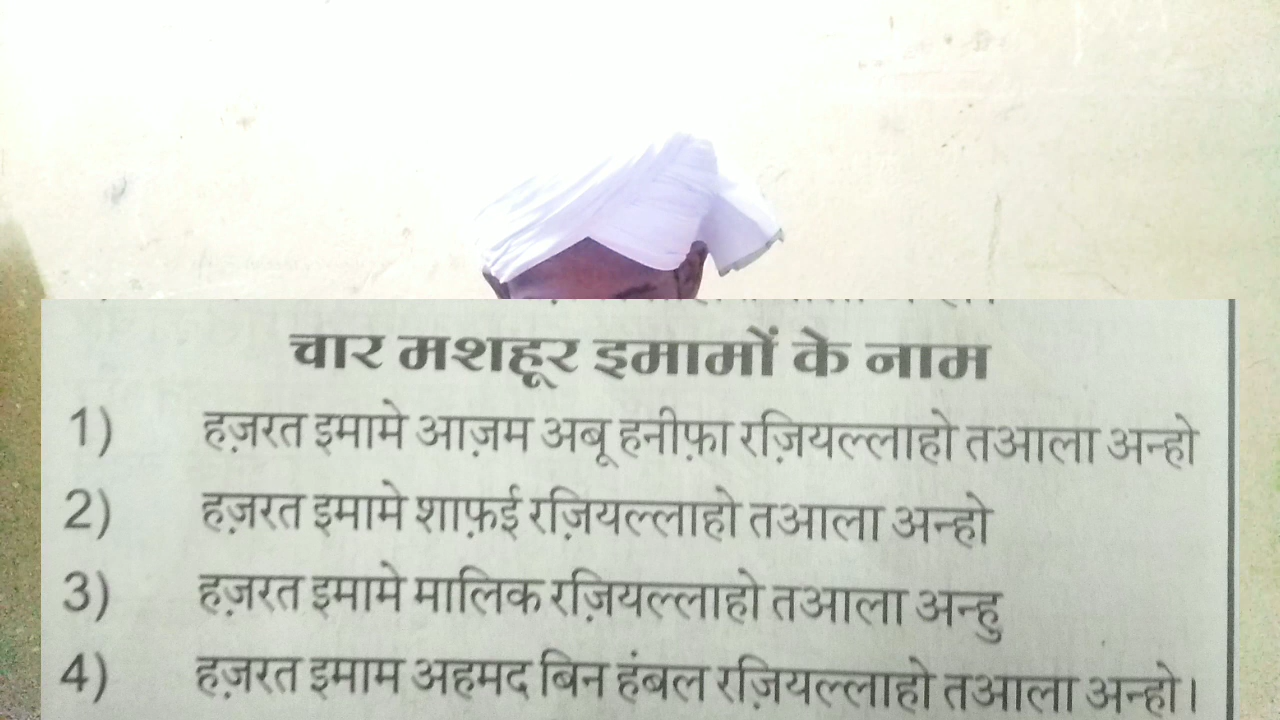 चार मशहूर इमामों के नाम
1) हज़रत इमामे आज़म अबू हनीफ़ा रज़ियल्लाहो तआला अन्हो
2) हज़रत इमामे शाफ़ई रज़ियल्लाहो तआला अन्हो
3) हज़रत इमामे मालिक रज़ियल्लाहो तआला अन्हु
4) हज़रत इमाम अहमद बिन हंबल रज़ियल्लाहो तआला अन्हो।